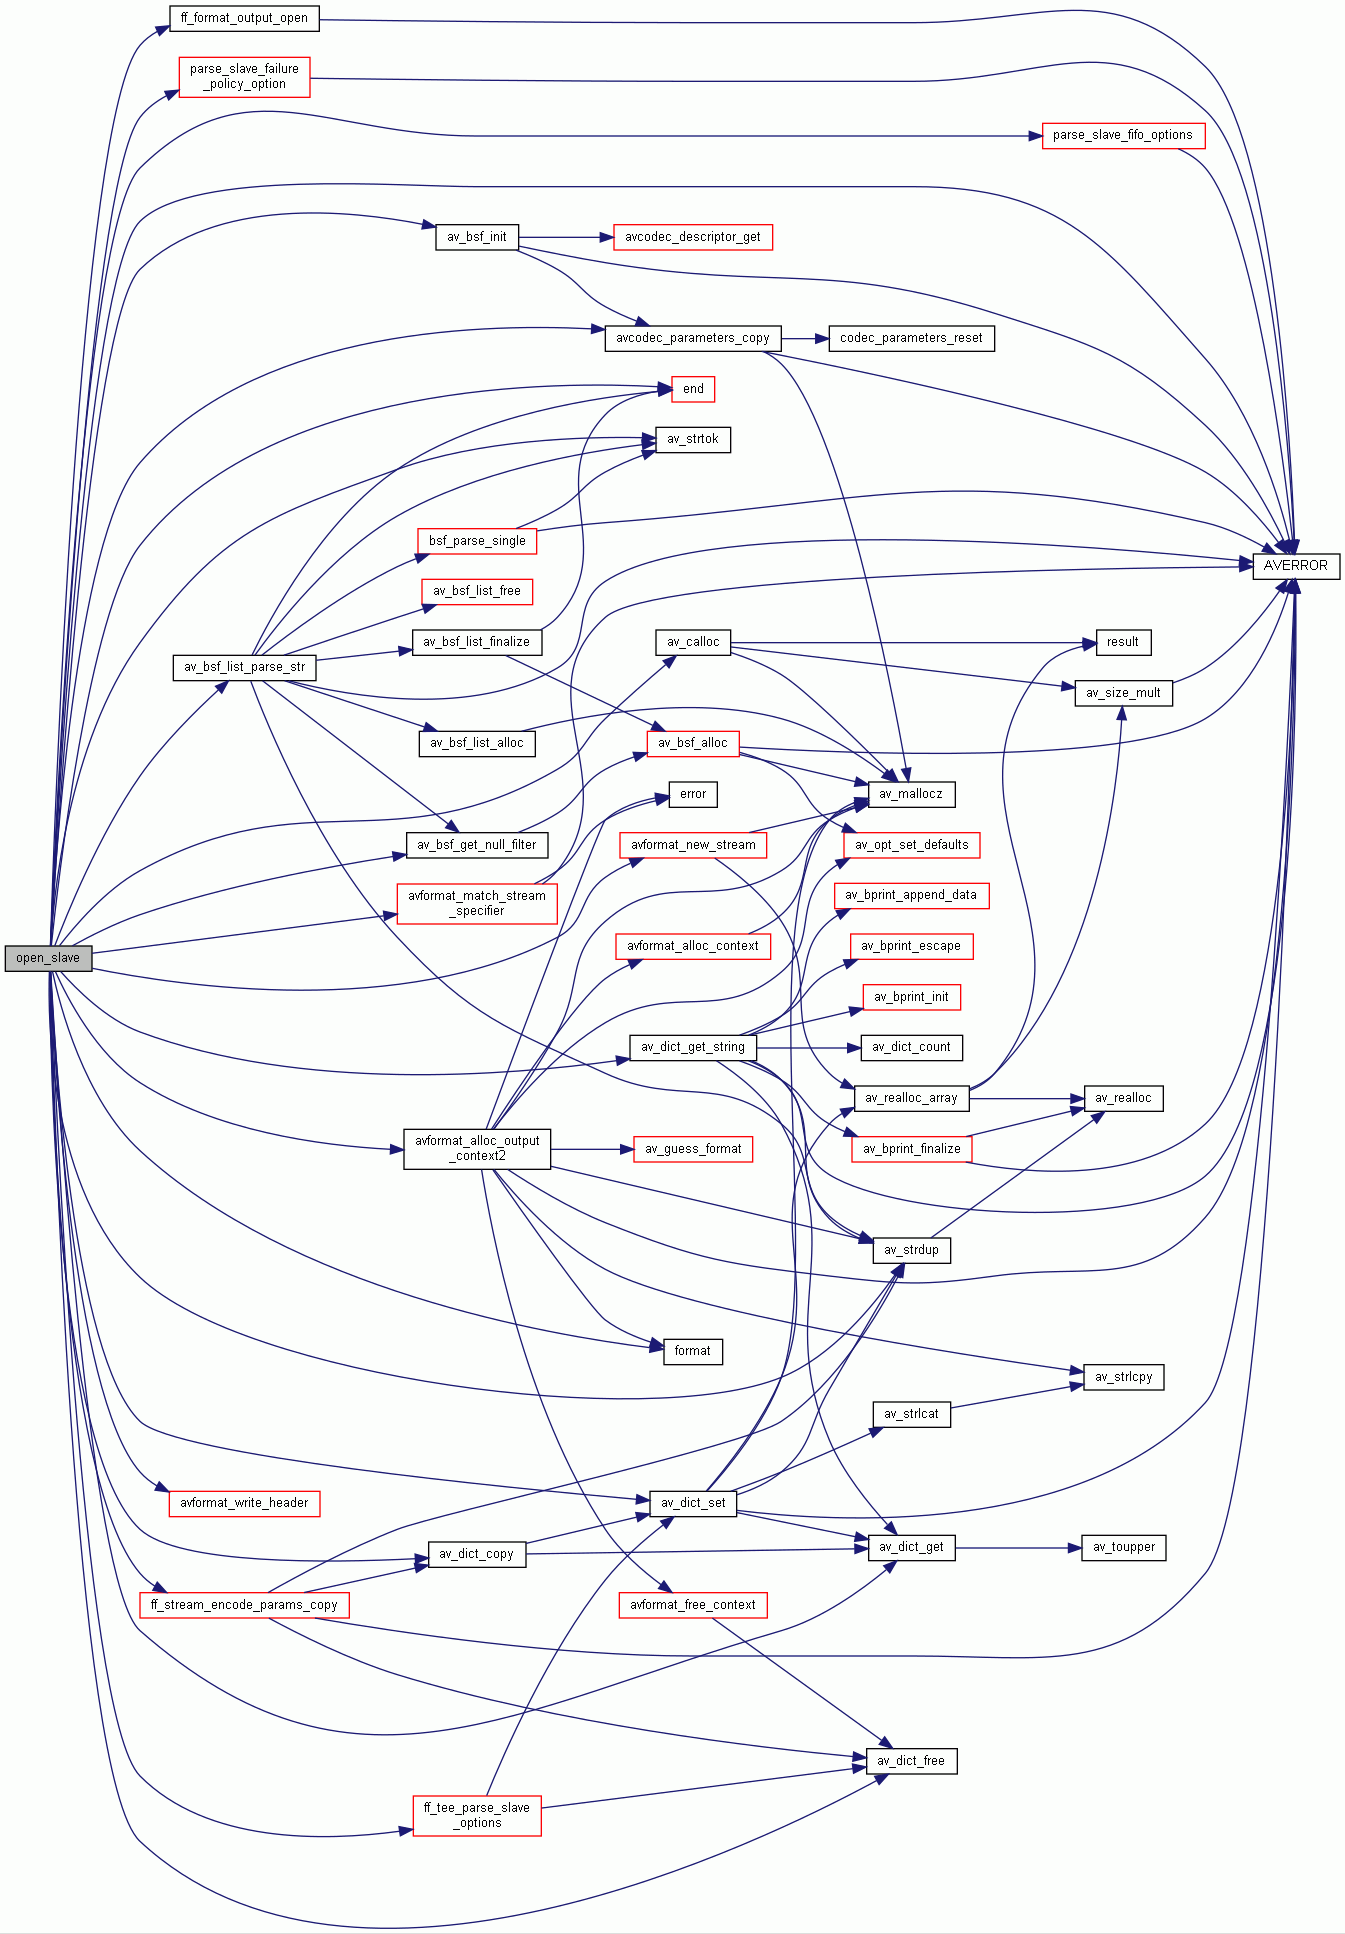 ff_format_output_open
parse_slave_failure
_policy_option
parse_slave_fifo_options
av_bsf_init
avcodec_descriptor_get
avcodec_parameters_copy
codec_parameters_reset
end
av_strtok
bsf_parse_single
AVERROR
av_bsf_list_free
av_bsf_list_finalize
av_calloc
result
av_bsf_list_parse_str
av_size_mult
av_bsf_list_alloc
av_bsf_alloc
error
av_mallocz
av_bsf_get_null_filter
avformat_new_stream
av_opt_set_defaults
avformat_match_stream
_specifier
av_bprint_append_data
avformat_alloc_context
av_bprint_escape
open_slave
av_bprint_init
av_dict_get_string
av_dict_count
av_realloc_array
av_realloc
avformat_alloc_output
_context2
av_guess_format
av_bprint_finalize
av_strdup
format
av_strlcpy
av_strlcat
avformat_write_header
av_dict_set
av_dict_copy
av_dict_get
av_toupper
ff_stream_encode_params_copy
avformat_free_context
av_dict_free
ff_tee_parse_slave
_options